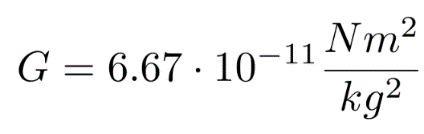 G = 6.67 · 10⁻¹¹ Nm²/kg²